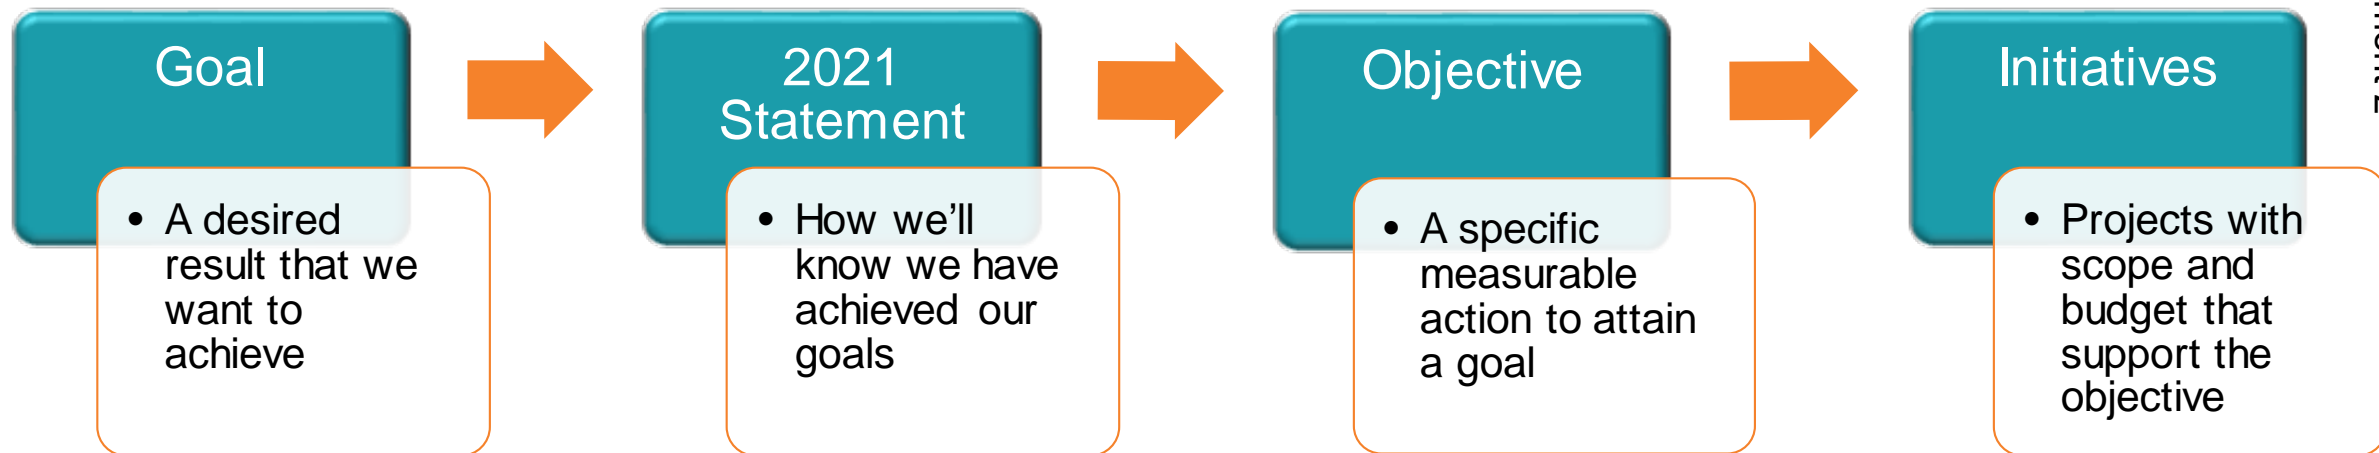 Goal
• A desired
result that we
want to
achieve
2021
Statement
• How we’ll
know we have
achieved our
goals
Objective
• A specific
measurable
action to attain
a goal
Initiatives
• Projects with
scope and
budget that
support the
objective